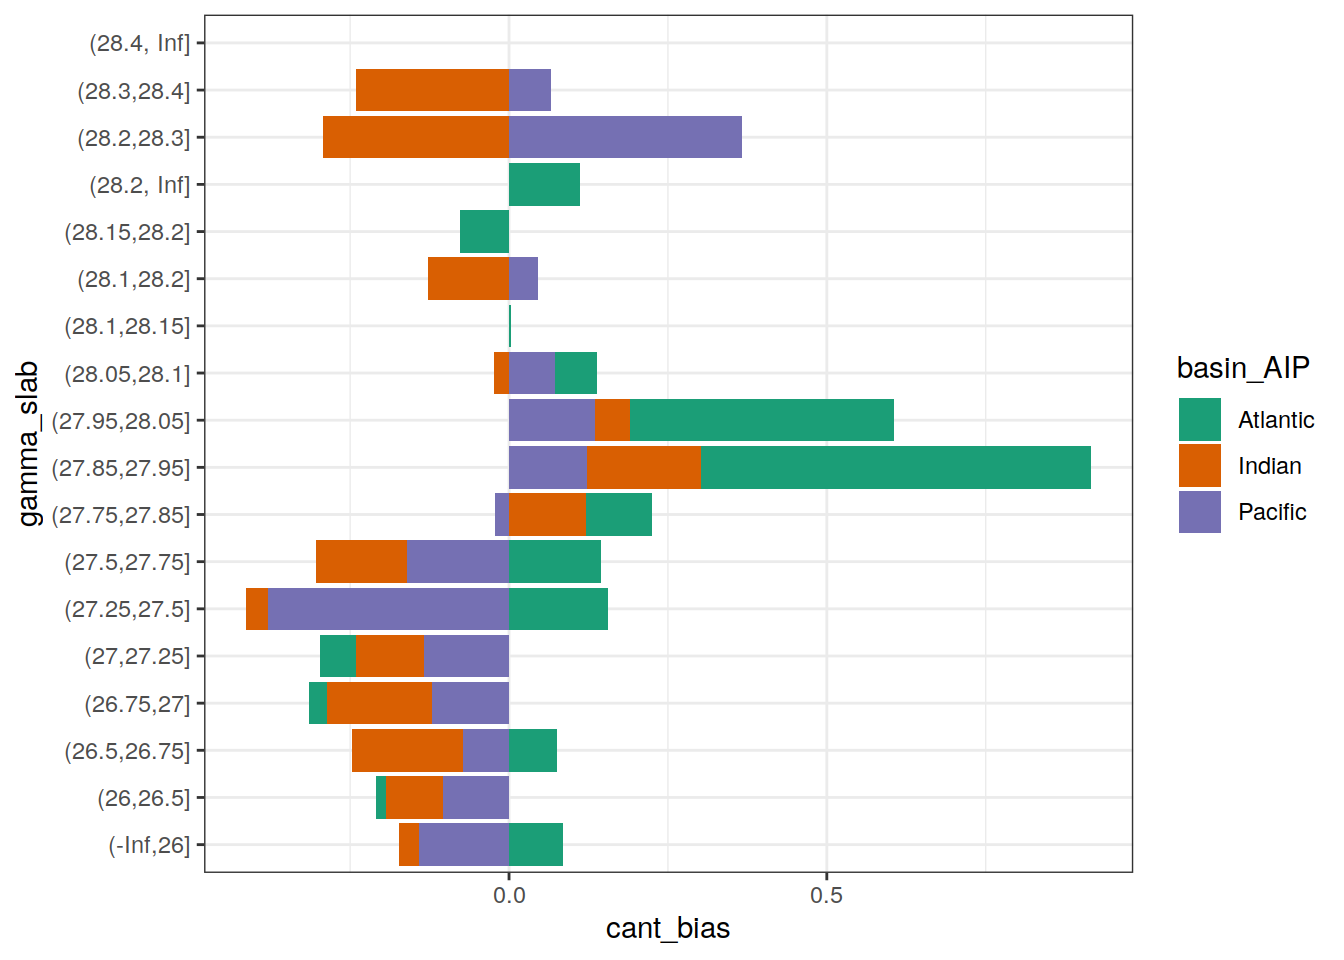 (28.4, Inf]
(28.3,28.4]
(28.2,28.3]
(28.2, Inf]
(28.15,28.2]
(28.1,28.2]
(28.1,28.15]
(28.05,28.1]
(27.95,28.05]
(27.85,27.95]
(27.75,27.85]
(27.5,27.75]
(27.25,27.5]
(27,27.25]
(26.75,27]
(26.5,26.75]
(26,26.5]
(-Inf,26]
gamma_slab
0.0
0.5
cant_bias
basin_AIP
Atlantic
Indian
Pacific